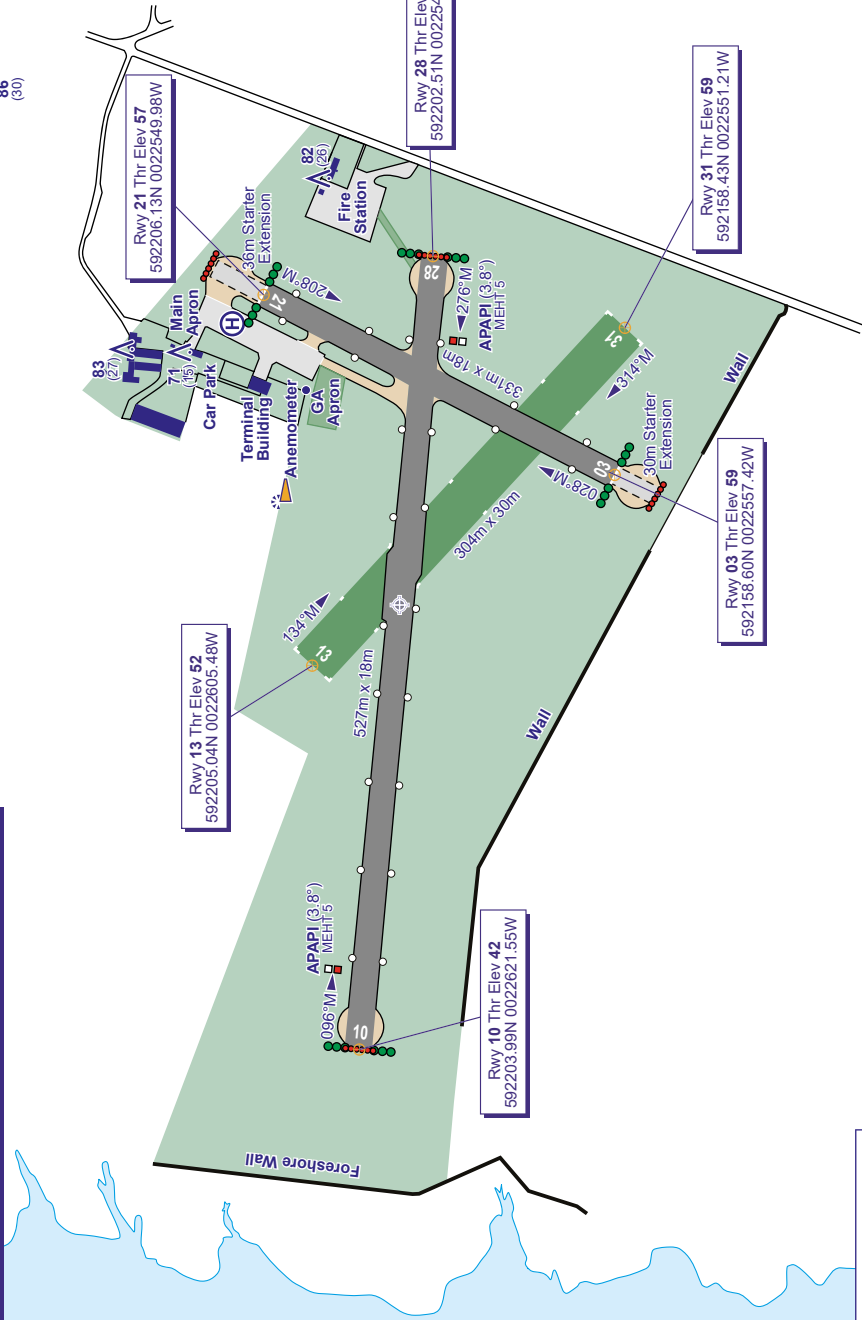 86
(30)
Rwy 21 Thr Elev 57
592206.13N 0022549.98W
Rwy 28 Thr Elev
592202.51N 002254
82
(26)
Fire
Station
36m Starter
Extension
Main
Apron
H
83
(27)
71
(15)
Car Park
Terminal
Building
Anemometer
GA
Apron
21
208°M
28
276°M
APAPI (3.8°)
MEHT 5
331m x 18m
31
314°M
Rwy 31 Thr Elev 59
592158.43N 0022551.21W
Wall
03
028°M
30m Starter
Extension
304m x 30m
Rwy 03 Thr Elev 59
592158.60N 0022557.42W
134°M
13
Rwy 13 Thr Elev 52
592205.04N 0022605.48W
527m x 18m
Wall
APAPI (3.8°)
MEHT 5
096°M
10
Rwy 10 Thr Elev 42
592203.99N 0022621.55W
Foreshore Wall